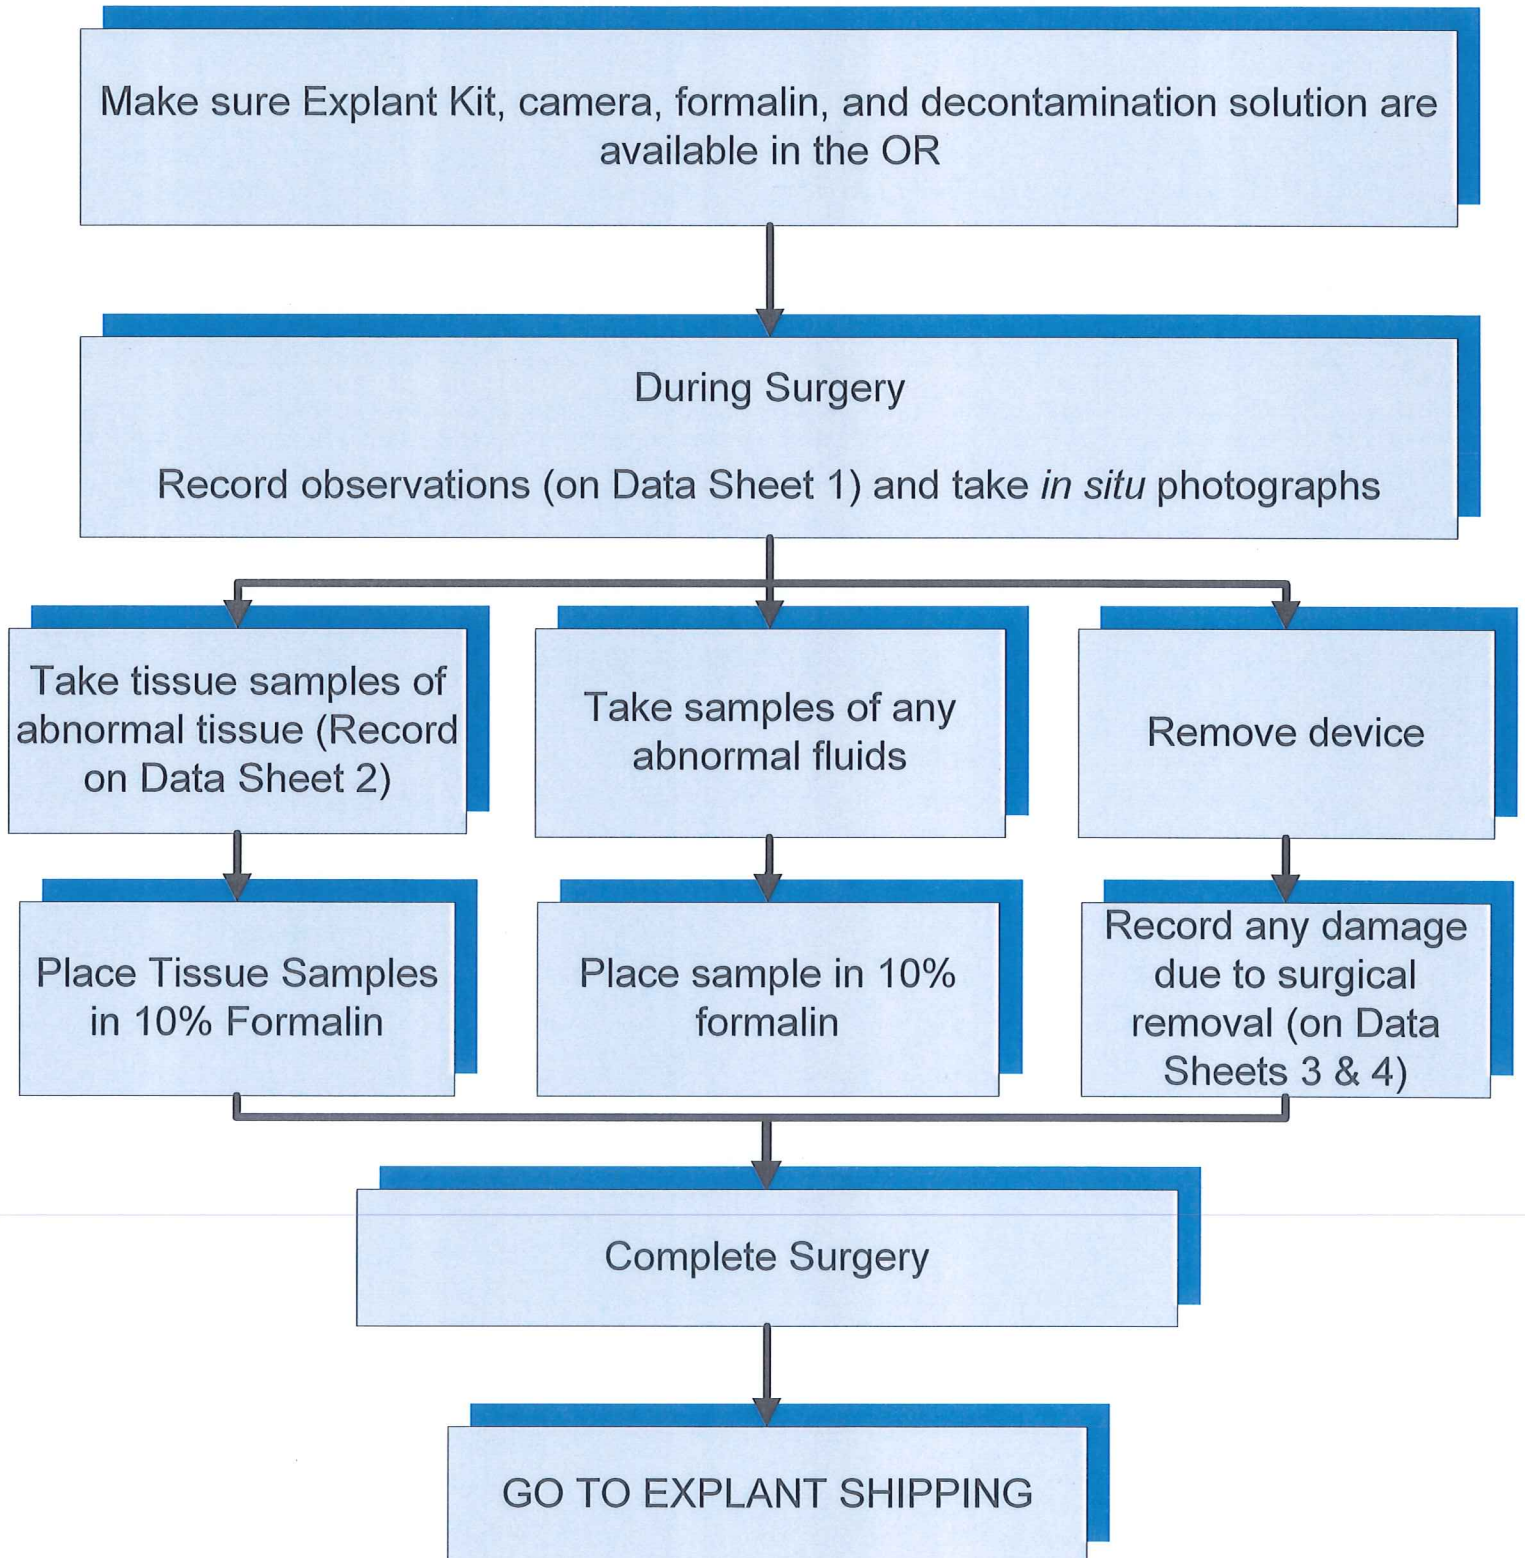 Make sure Explant Kit, camera, formalin, and decontamination solution are
available in the OR
During Surgery
Record observations (on Data Sheet 1) and take in situ photographs
Take tissue samples of
abnormal tissue (Record
on Data Sheet 2)
Take samples of any
abnormal fluids
Remove device
Place Tissue Samples
in 10% Formalin
Place sample in 10%
formalin
Record any damage
due to surgical
removal (on Data
Sheets 3 & 4)
Complete Surgery
GO TO EXPLANT SHIPPING